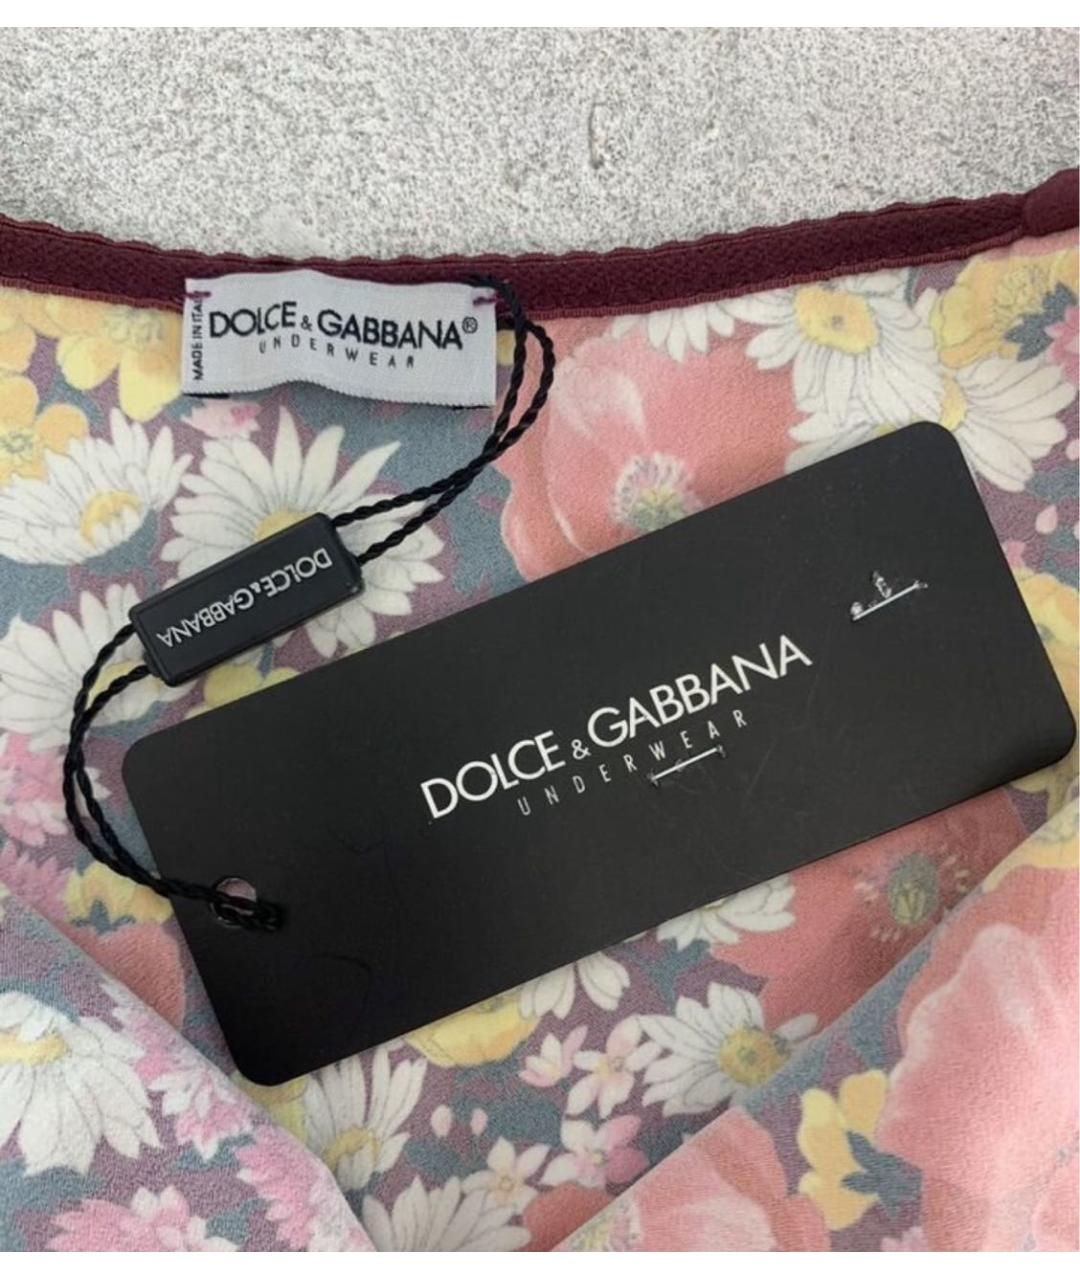 MADE IN ITALY
DOLCE & GABBANA®
UNDERWEAR
DOLCE&GABBANA
DOLCE & GABBANA
UNDERWEAR